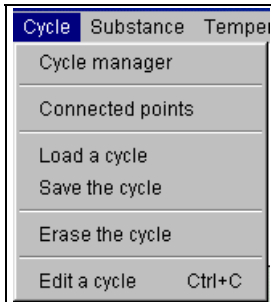 Cycle Substance Temper
Cycle manager
Connected points
Load a cycle
Save the cycle
Erase the cycle
Edit a cycle Ctrl+C